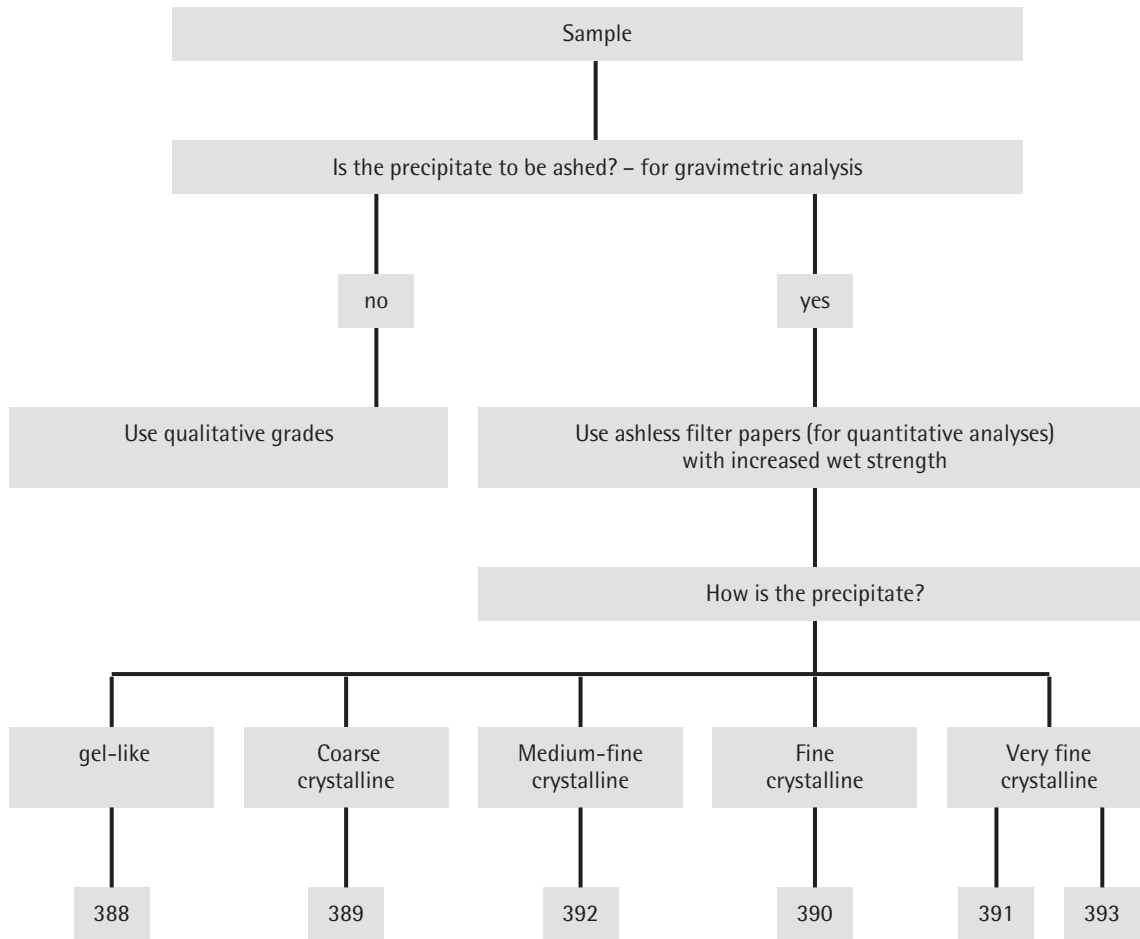 Sample
Is the precipitate to be ashed? – for gravimetric analysis
no
yes
Use qualitative grades
Use ashless filter papers (for quantitative analyses)
with increased wet strength
How is the precipitate?
gel-like
Coarse
crystalline
Medium-fine
crystalline
Fine
crystalline
Very fine
crystalline
388
389
392
390
391
393